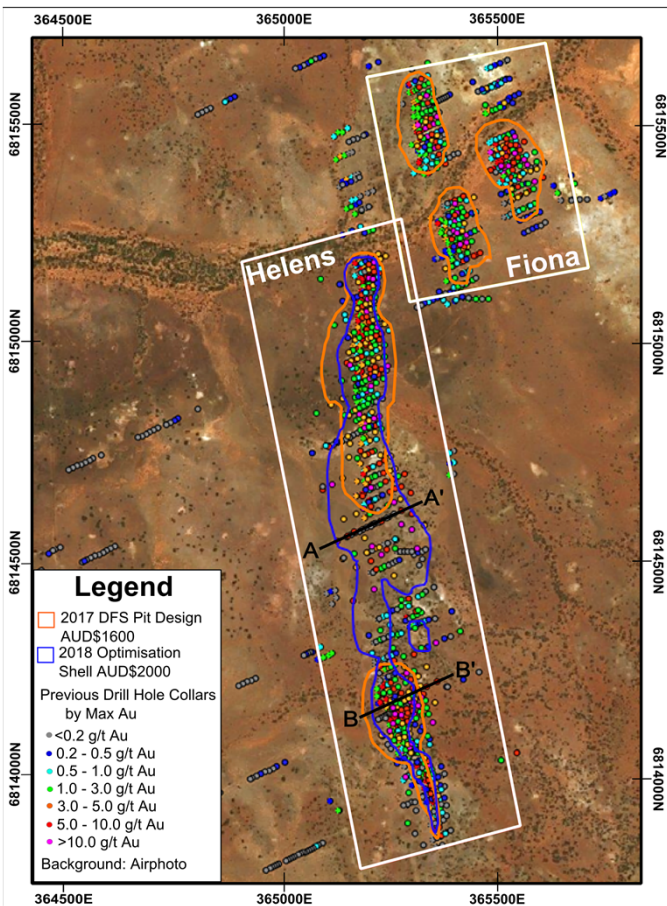 364500E 365000E 365500E
6815500N 6815500N
Helens Fiona
6815000N 6815000N
A A'
6814500N 6814500N
B B'
6814000N 6814000N
Legend
2017 DFS Pit Design
AUD$1600
2018 Optimisation
Shell AUD$2000
Previous Drill Hole Collars
by Max Au
<0.2 g/t Au
0.2 - 0.5 g/t Au
0.5 - 1.0 g/t Au
1.0 - 3.0 g/t Au
3.0 - 5.0 g/t Au
5.0 - 10.0 g/t Au
>10.0 g/t Au
Background: Airphoto
364500E 365000E 365500E